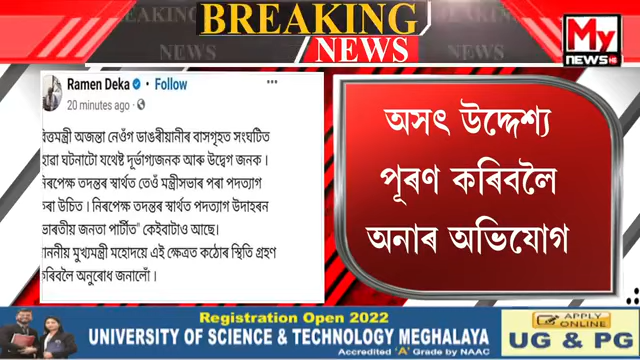 BREAKING
NEWS
My
NEWS HD
Ramen Deka • Follow
20 minutes ago
বিত্তমন্ত্ৰী অজন্তা নেওঁগ ডাঙৰীয়ানীৰ বাসগৃহত সংঘটিত
হোৱা ঘটনাটো যথেষ্ট দূৰ্ভাগ্যজনক আৰু উদ্বেগ জনক।
নিৰপেক্ষ তদন্তৰ স্বাৰ্থত তেওঁ মন্ত্ৰীসভাৰ পৰা পদত্যাগ
কৰা উচিত। নিৰপেক্ষ তদন্তৰ স্বাৰ্থত পদত্যাগ উদাহৰন
ভাৰতীয় জনতা পাৰ্টীত" কেইবাটাও আছে।
মাননীয় মুখ্যমন্ত্ৰী মহোদয়ে এই ক্ষেত্ৰত কঠোৰ স্থিতি গ্ৰহণ
কৰিবলৈ অনুৰোধ জনালোঁ।
অসৎ উদ্দেশ্য
পূৰণ কৰিবলৈ
অনাৰ অভিযোগ
Registration Open 2022
UNIVERSITY OF SCIENCE & TECHNOLOGY MEGHALAYA
Accredited 'A' Grade by NAAC
APPLY
ONLINE
UG & PG